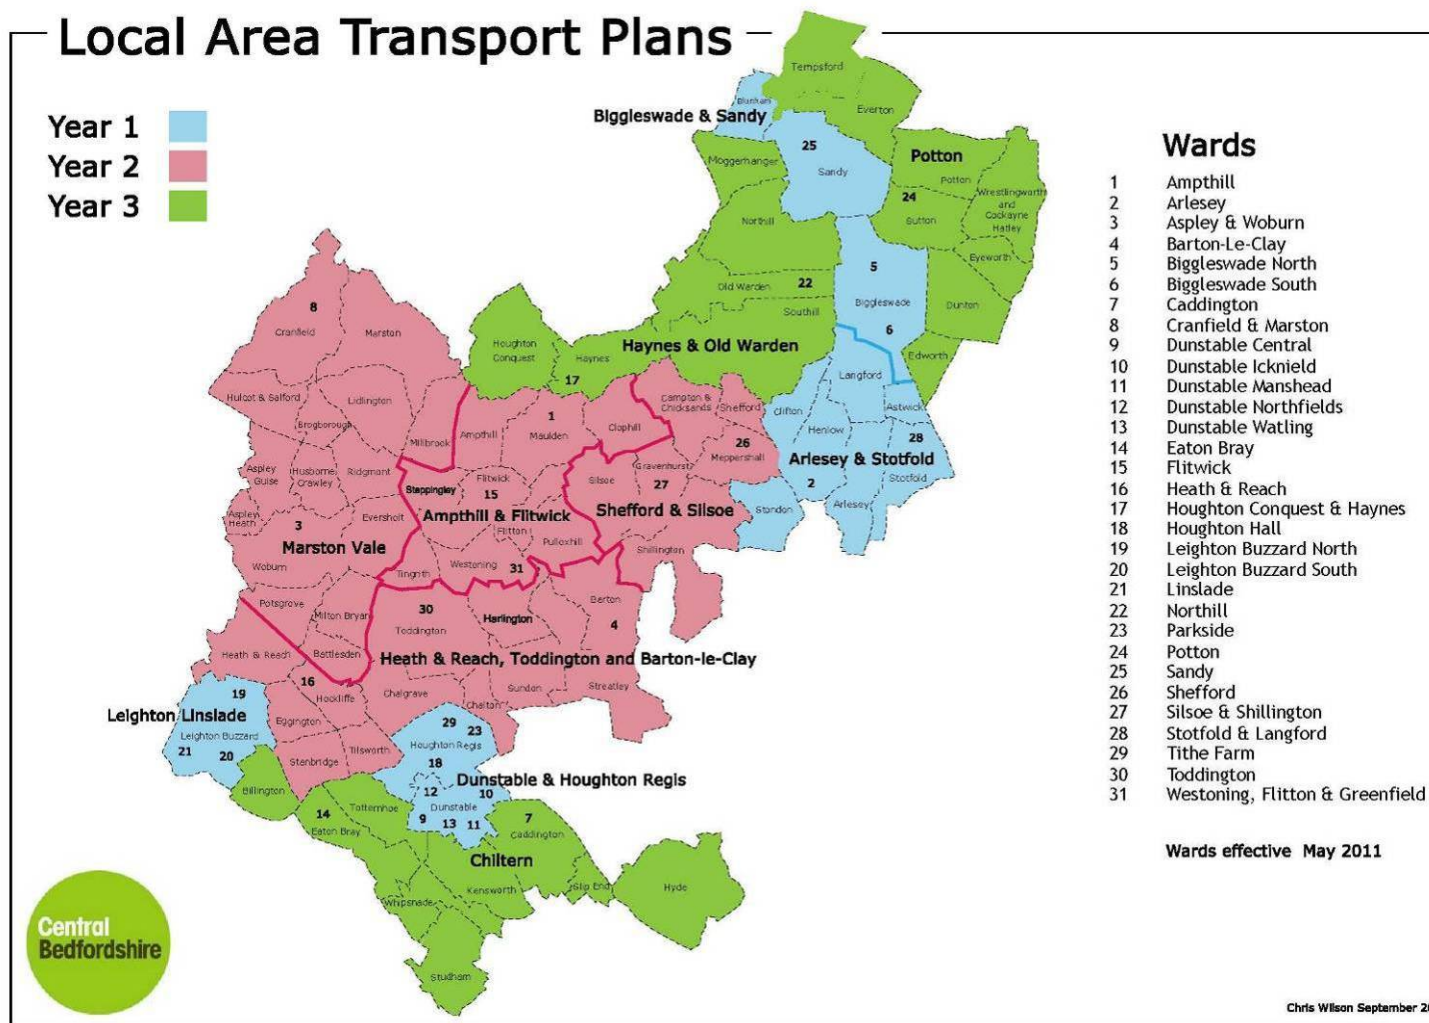 Local Area Transport Plans
Year 1
Year 2
Year 3
Tempsford
Blunham
Everton
Biggleswade & Sandy
25
Sandy
Moggerhanger
Potton
Potton
24
Sutton
Wrestlingworth
and
Cockayne
Hatley
Northill
Eyeworth
5
Old Warden
22
Biggleswade
Dunton
Southill
6
Haynes & Old Warden
Edworth
8
Cranfield
Marston
Houghton
Conquest
Haynes
17
Langford
Hulcot & Salford
Lidlington
Brogborough
Millbrook
Ampthill
1
Maulden
Clophill
Campton &
Chicksands
Shefford
Clifton
Astwick
Henlow
28
26
Meppershall
Arlesey & Stotfold
Aspley
Guise
Husborne
Crawley
Ridgmont
Steppingley
Flitwick
15
Silsoe
Gravenhurst
27
2
Stotfold
Aspley
Heath
3
Eversholt
Ampthill & Flitwick
Shefford & Silsoe
Stondon
Arlesey
Flitton
Pulloxhill
Marston Vale
Shillington
Woburn
Tingrith
Westoning
31
Potsgrove
Milton Bryan
30
Toddington
Harlington
Barton
4
Heath & Reach
Battlesden
Heath & Reach, Toddington and Barton-le-Clay
16
Hockliffe
Chalgrave
Sundon
Streatley
19
Chalton
Leighton Linslade
Eggington
29
23
Leighton Buzzard
21
20
Tilsworth
Houghton Regis
Stanbridge
18
Dunstable & Houghton Regis
Billington
12
10
Totternhoe
Dunstable
14
Eaton Bray
9
13
11
7
Caddington
Chiltern
Kensworth
Slip End
Hyde
Whipsnade
Studham
Central
Bedfordshire
Wards
1 Ampthill
2 Arlesey
3 Aspley & Woburn
4 Barton-Le-Clay
5 Biggleswade North
6 Biggleswade South
7 Caddington
8 Cranfield & Marston
9 Dunstable Central
10 Dunstable Icknield
11 Dunstable Manshead
12 Dunstable Northfields
13 Dunstable Watling
14 Eaton Bray
15 Flitwick
16 Heath & Reach
17 Houghton Conquest & Haynes
18 Houghton Hall
19 Leighton Buzzard North
20 Leighton Buzzard South
21 Linslade
22 Northill
23 Parkside
24 Potton
25 Sandy
26 Shefford
27 Silsoe & Shillington
28 Stotfold & Langford
29 Tithe Farm
30 Toddington
31 Westoning, Flitton & Greenfield
Wards effective May 2011
Chris Wilson September